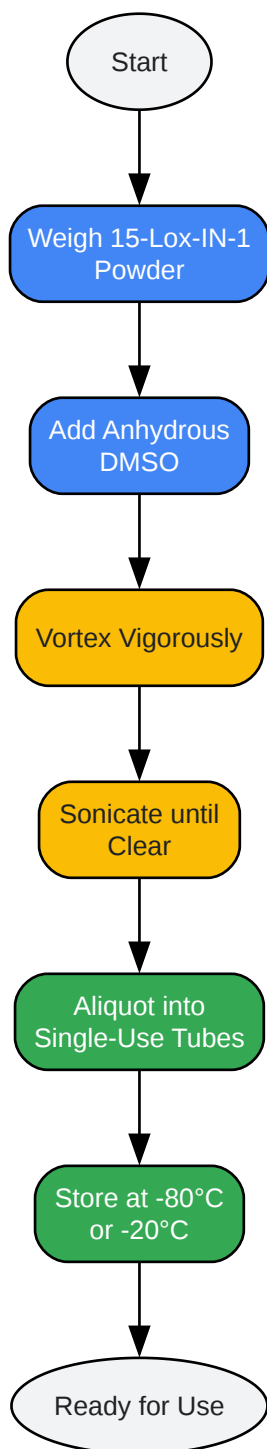 Start
Weigh 15-Lox-IN-1
Powder
Add Anhydrous
DMSO
Vortex Vigorously
Sonicate until
Clear
Aliquot into
Single-Use Tubes
Store at -80°C
or -20°C
Ready for Use